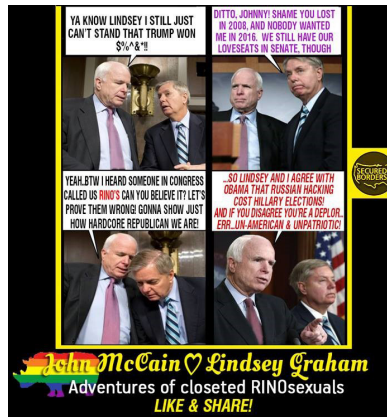 YA KNOW LINDSEY I STILL JUST
CAN'T STAND THAT TRUMP WON
$%^&*!!
DITTO, JOHNNY! SHAME YOU LOST
IN 2008, AND NOBODY WANTED
ME IN 2016. WE STILL HAVE OUR
LOVESEATS IN SENATE, THOUGH
YEAH..BTW I HEARD SOMEONE IN CONGRESS
CALLED US RINO'S CAN YOU BELIEVE IT? LET'S
PROVE THEM WRONG! GONNA SHOW JUST
HOW HARDCORE REPUBLICAN WE ARE!
...SO LINDSEY AND I AGREE WITH
OBAMA THAT RUSSIAN HACKING
COST HILLARY ELECTIONS!
AND IF YOU DISAGREE YOU'RE A DEPLOR..
ERR...UN-AMERICAN & UNPATRIOTIC!
SECURED
BORDERS
John McCain ♡ Lindsey Graham
Adventures of closeted RINOsexuals
LIKE & SHARE!